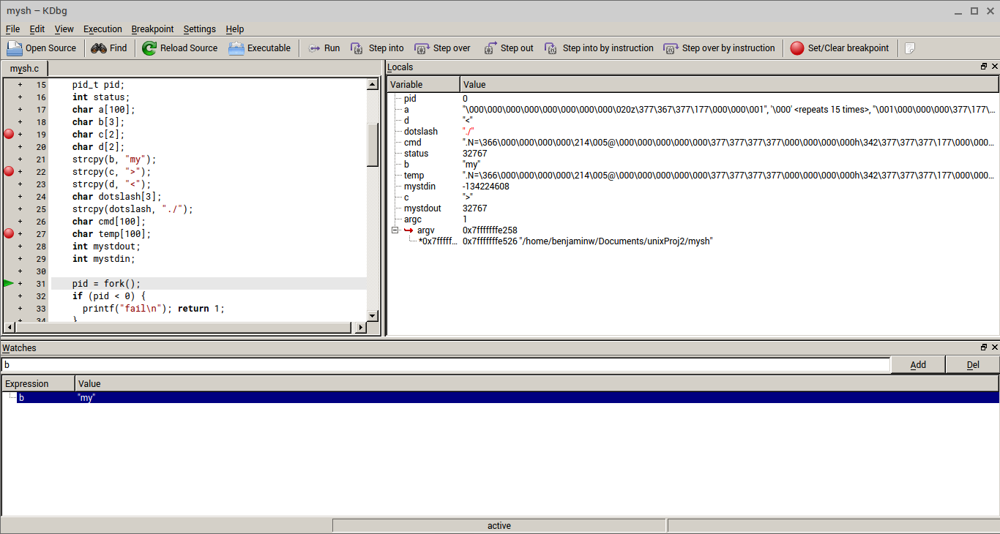 mysh – KDbg
File Edit View Execution Breakpoint Settings Help
Open Source Find Reload Source Executable Run Step into Step over Step out Step into by instruction Step over by instruction Set/Clear breakpoint
mysh.c
+ 15 pid_t pid;
+ 16 int status;
+ 17 char a[100];
+ 18 char b[3];
+ 19 char c[2];
+ 20 char d[2];
+ 21 strcpy(b, "my");
+ 22 strcpy(c, ">");
+ 23 strcpy(d, "<");
+ 24 char dotslash[3];
+ 25 strcpy(dotslash, "./");
+ 26 char cmd[100];
+ 27 char temp[100];
+ 28 int mystdout;
+ 29 int mystdin;
+ 30
+ 31 pid = fork();
+ 32 if (pid < 0) {
+ 33 printf("fail\n"); return 1;
+ 34 }
Locals
Variable Value
pid 0
a "\000\000\000\000\000\000\000\000\020z\377\367\377\177\000\000\001", '\000' <repeats 15 times>, "\001\000\000\000\377\177\...
d "<"
dotslash "./"
cmd ".N=\366\000\000\000\000\214\005@\000\000\000\000\000\377\377\377\377\000\000\000\000h\342\377\377\377\177\000\000...
status 32767
b "my"
temp ".N=\366\000\000\000\000\214\005@\000\000\000\000\000\377\377\377\377\000\000\000\000h\342\377\377\377\177\000\000...
mystdin -134224608
c ">"
mystdout 32767
argc 1
argv 0x7fffffffe258
*0x7fffff... 0x7fffffffe526 "/home/benjaminw/Documents/unixProj2/mysh"
Watches
b Add Del
Expression Value
b "my"
active